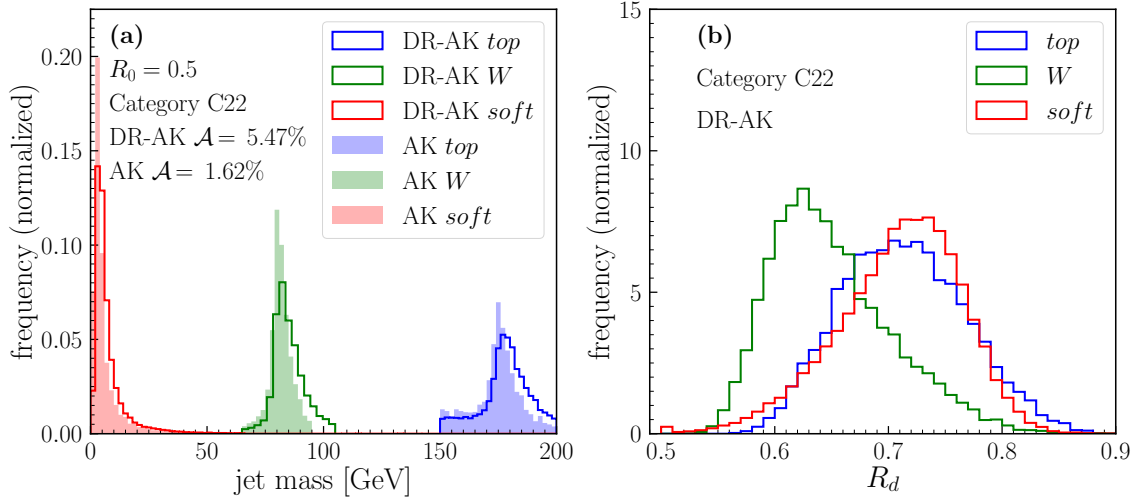 (a)
R_0 = 0.5
Category C22
DR-AK 𝒜 = 5.47%
AK 𝒜 = 1.62%
DR-AK top
DR-AK W
DR-AK soft
AK top
AK W
AK soft
frequency (normalized)
0.20
0.15
0.10
0.05
0.00
0 50 100 150 200
jet mass [GeV]
(b)
Category C22
DR-AK
top
W
soft
frequency (normalized)
15
10
5
0
0.5 0.6 0.7 0.8 0.9
R_d